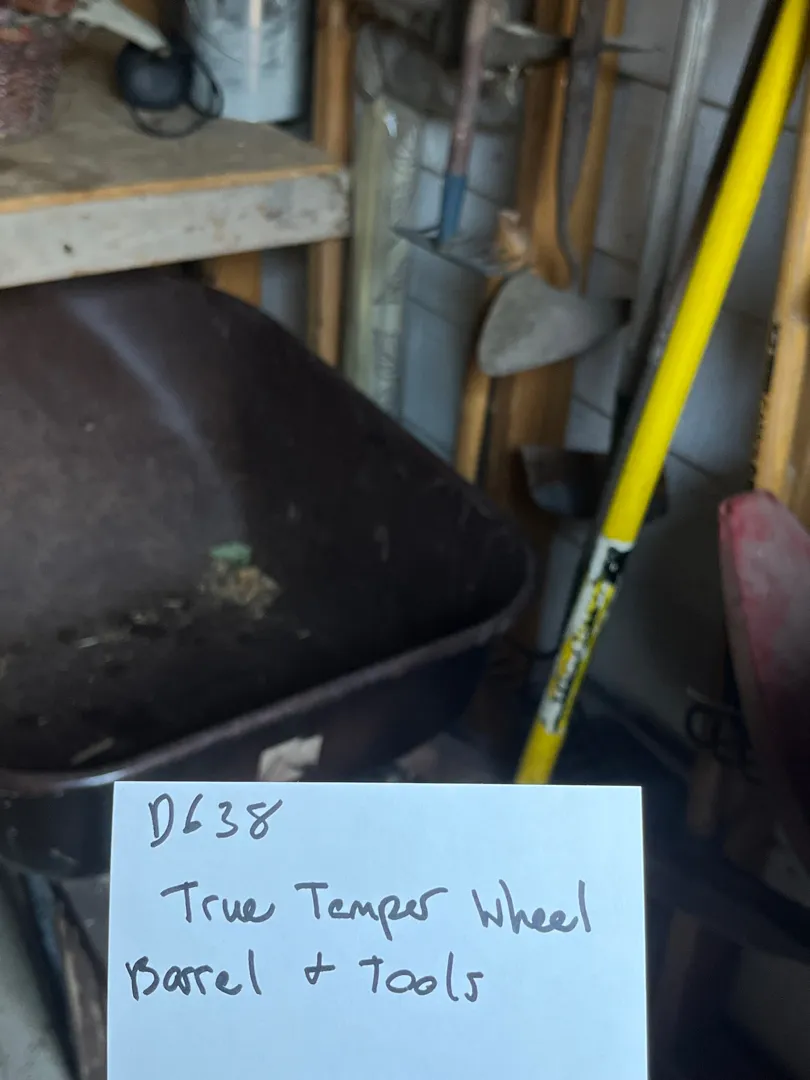 D638
True Temper Wheel
Barrel & Tools